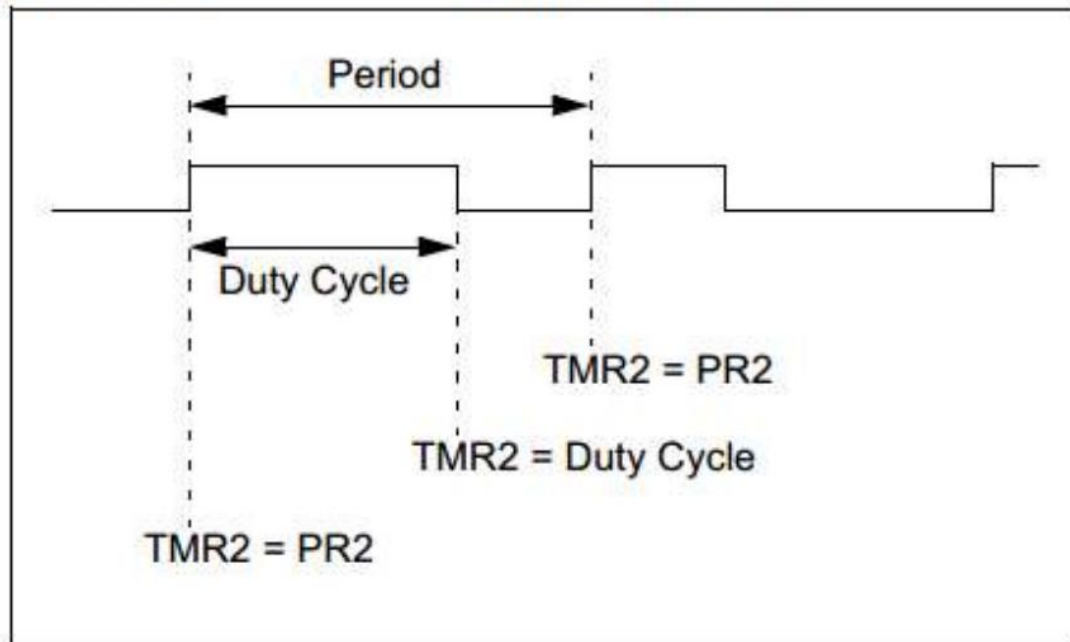 Period
Duty Cycle
TMR2 = PR2
TMR2 = Duty Cycle
TMR2 = PR2